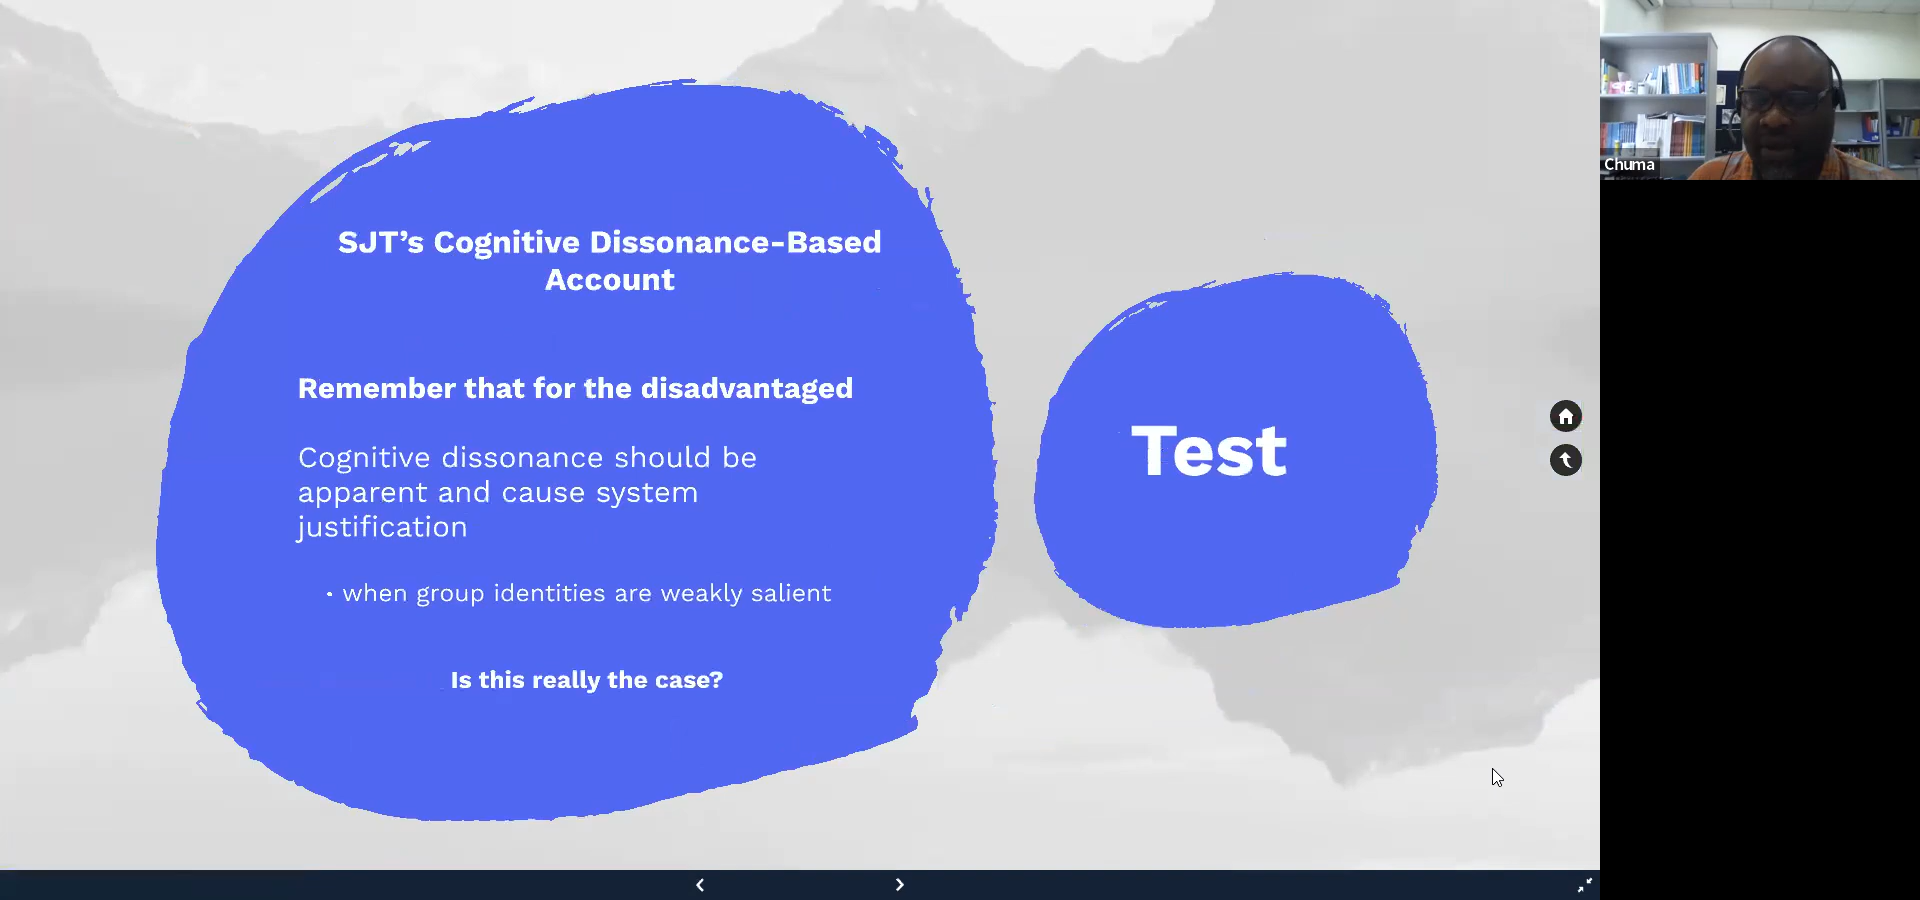 SJT’s Cognitive Dissonance-Based
Account
Remember that for the disadvantaged
Cognitive dissonance should be
apparent and cause system
justification
• when group identities are weakly salient
Is this really the case?
Test
Chuma